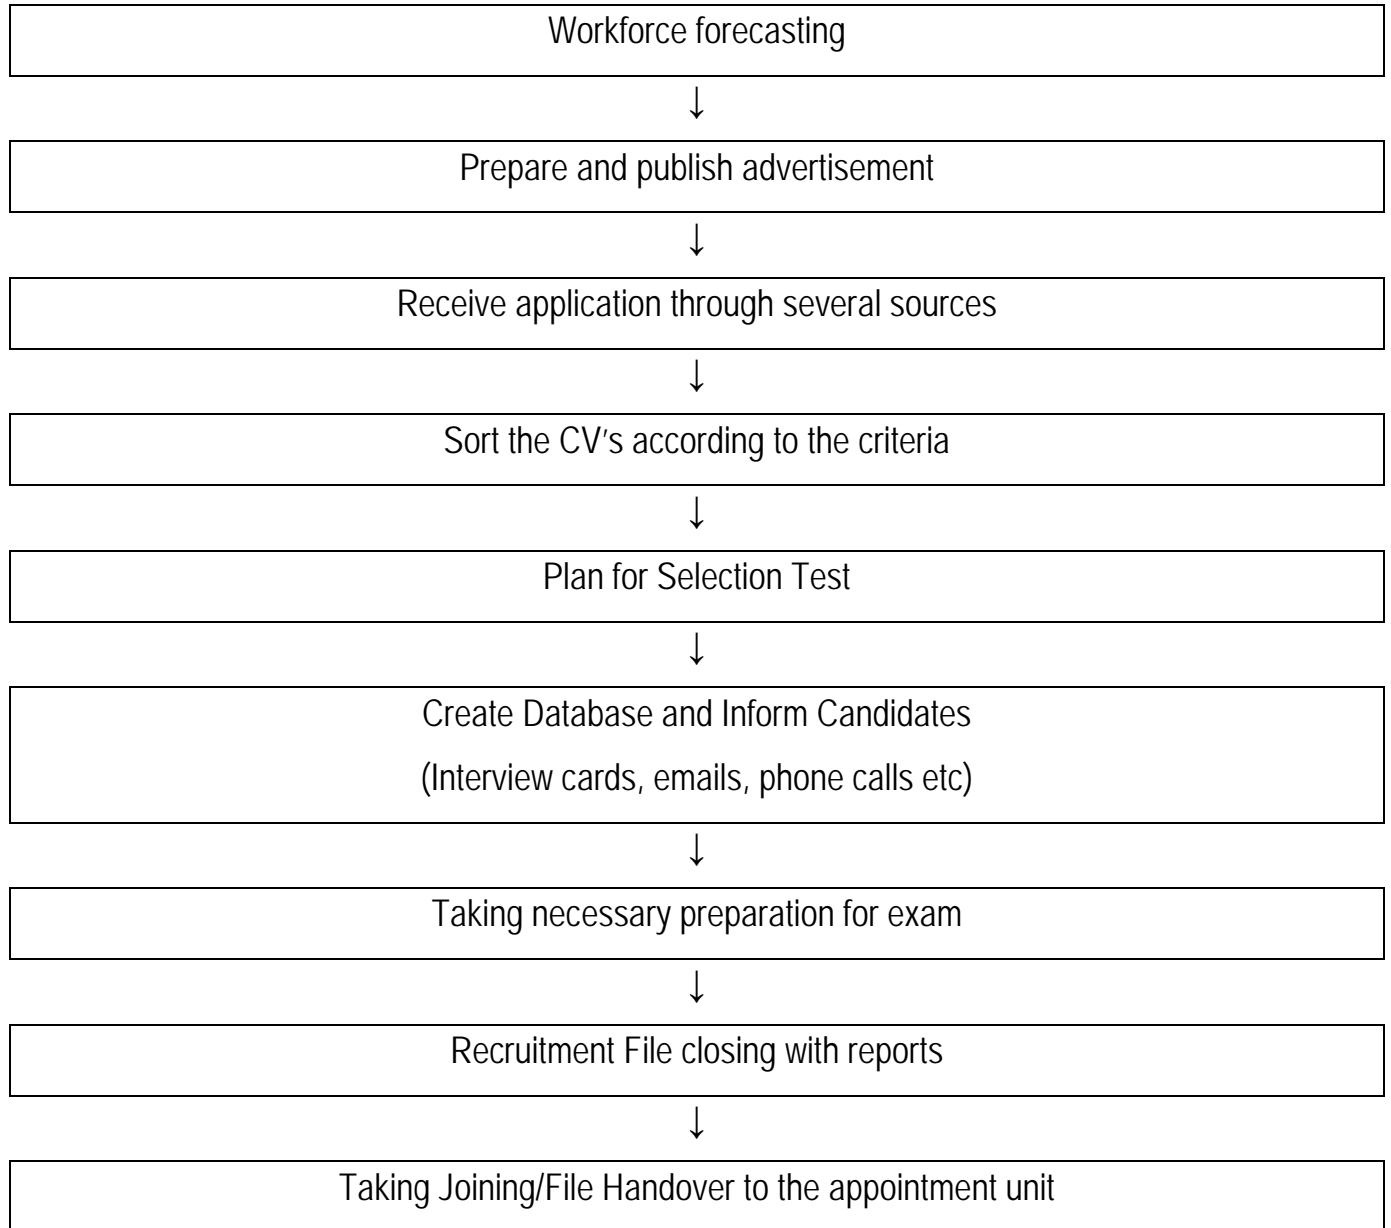 Workforce forecasting
↓
Prepare and publish advertisement
↓
Receive application through several sources
↓
Sort the CV’s according to the criteria
↓
Plan for Selection Test
↓
Create Database and Inform Candidates
(Interview cards, emails, phone calls etc)
↓
Taking necessary preparation for exam
↓
Recruitment File closing with reports
↓
Taking Joining/File Handover to the appointment unit